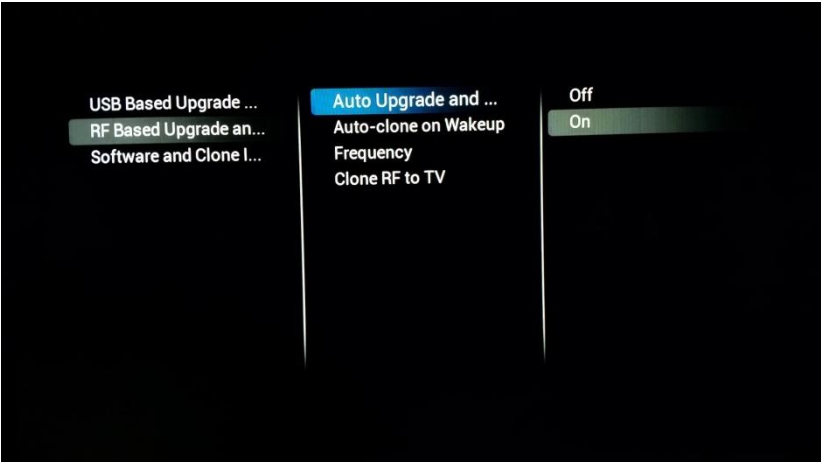 USB Based Upgrade ...
RF Based Upgrade an...
Software and Clone I...
Auto Upgrade and ...
Auto-clone on Wakeup
Frequency
Clone RF to TV
Off
On